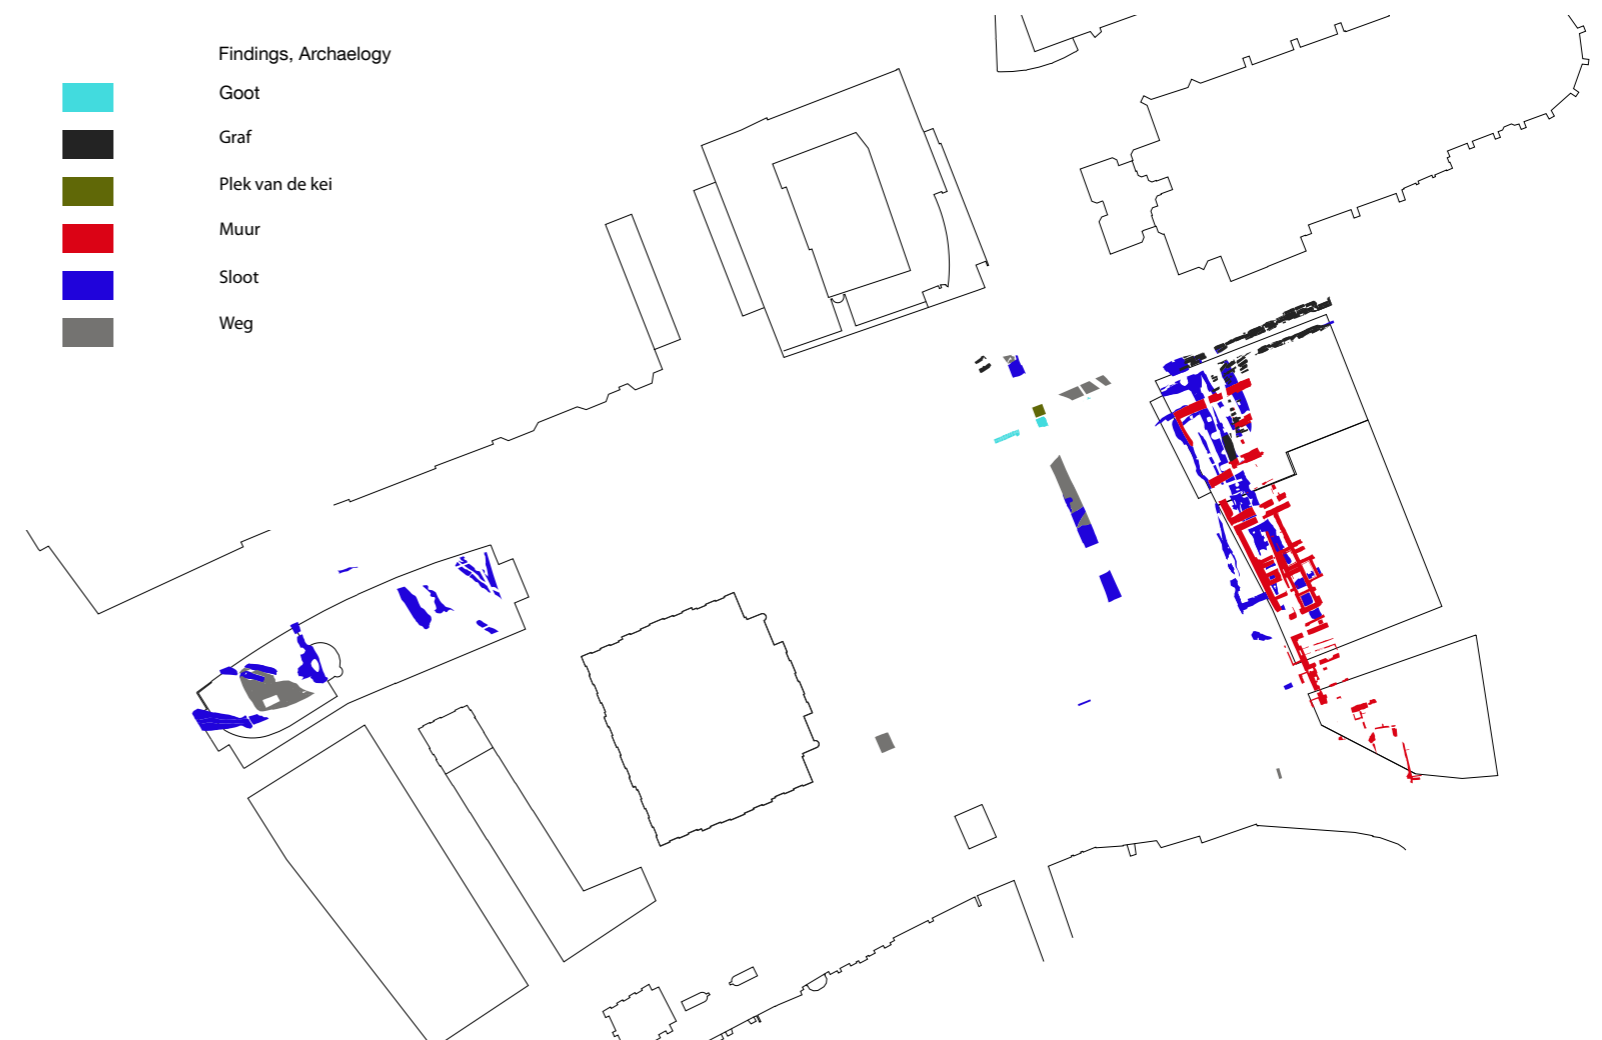 Findings, Archaelogy
Goot
Graf
Plek van de kei
Muur
Sloot
Weg